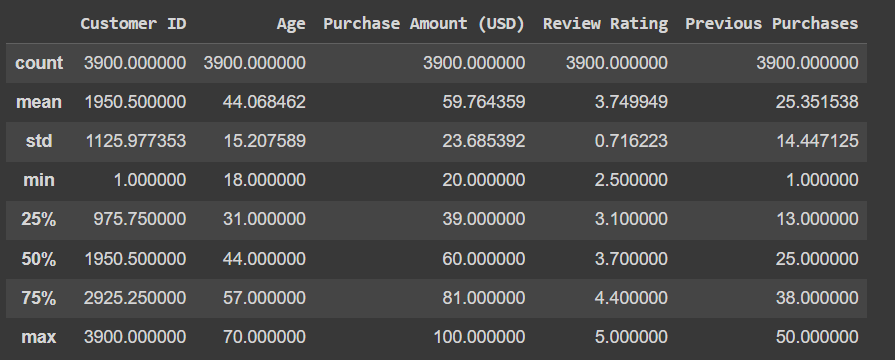 Customer ID Age Purchase Amount (USD) Review Rating Previous Purchases
count 3900.000000 3900.000000 3900.000000 3900.000000 3900.000000
mean 1950.500000 44.068462 59.764359 3.749949 25.351538
std 1125.977353 15.207589 23.685392 0.716223 14.447125
min 1.000000 18.000000 20.000000 2.500000 1.000000
25% 975.750000 31.000000 39.000000 3.100000 13.000000
50% 1950.500000 44.000000 60.000000 3.700000 25.000000
75% 2925.250000 57.000000 81.000000 4.400000 38.000000
max 3900.000000 70.000000 100.000000 5.000000 50.000000